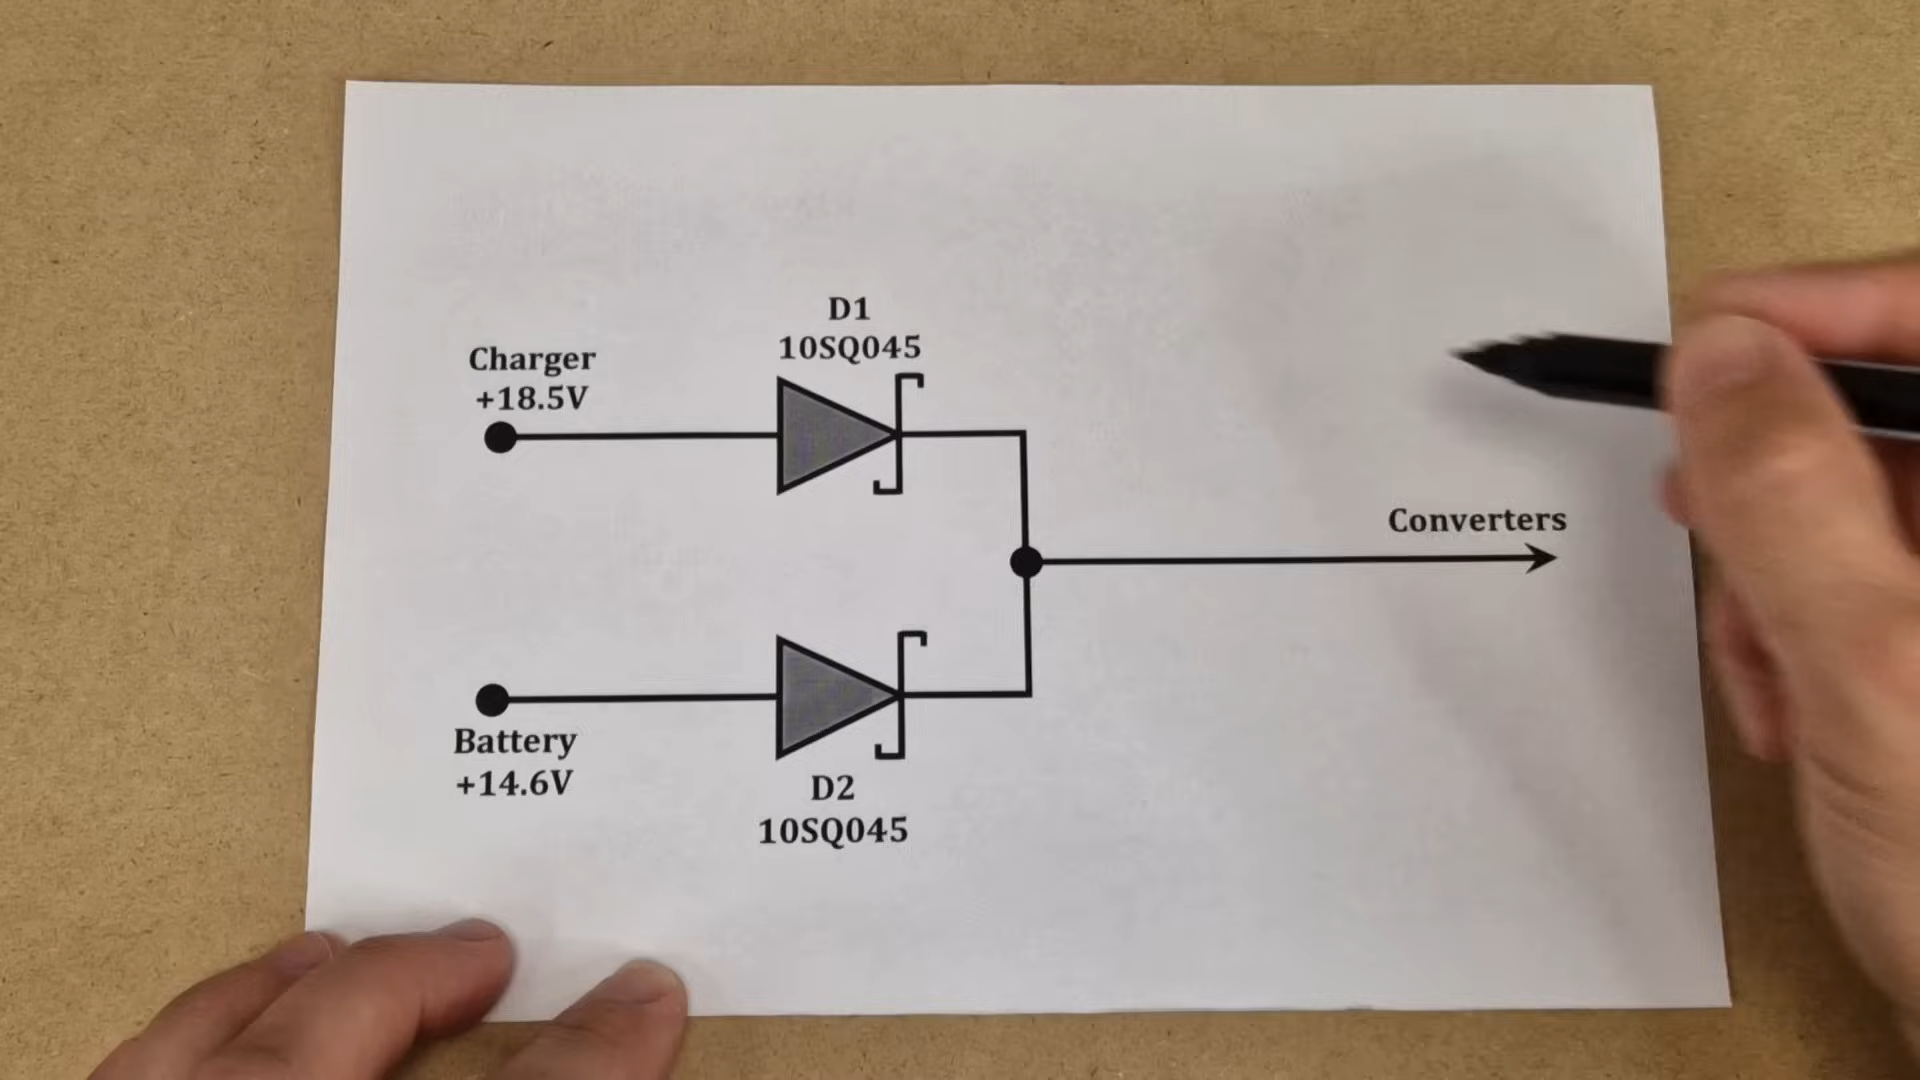 D1
10SQ045
Charger
+18.5V
Converters
Battery
+14.6V
D2
10SQ045